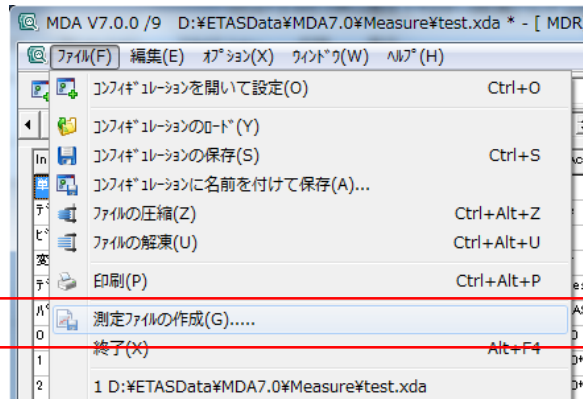 MDA V7.0.0 /9 D:¥ETASData¥MDA7.0¥Measure¥test.xda * - [ MDR
ﾌｧｲﾙ(F) 編集(E) ｵﾌﾟｼｮﾝ(X) ｳｨﾝﾄﾞｳ(W) ﾍﾙﾌﾟ(H)
ｺﾝﾌｨｷﾞｭﾚｰｼｮﾝを開いて設定(O) Ctrl+O
ｺﾝﾌｨｷﾞｭﾚｰｼｮﾝのﾛｰﾄﾞ(Y)
In ｺﾝﾌｨｷﾞｭﾚｰｼｮﾝの保存(S) Ctrl+S
ｺﾝﾌｨｷﾞｭﾚｰｼｮﾝに名前を付けて保存(A)...
ﾌｧｲﾙの圧縮(Z) Ctrl+Alt+Z
ﾌｧｲﾙの解凍(U) Ctrl+Alt+U
変
印刷(P) Ctrl+Alt+P
測定ﾌｧｲﾙの作成(G).....
0
終了(X) Alt+F4
1
2 1 D:¥ETASData¥MDA7.0¥Measure¥test.xda